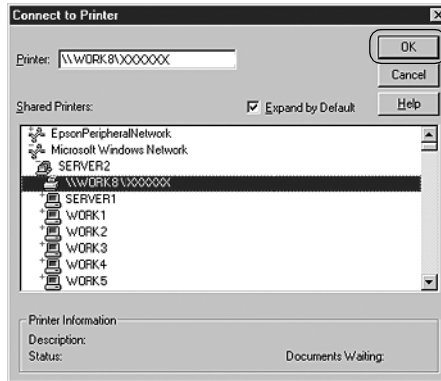 Connect to Printer
Printer: \\WORK8\XXXXXX
OK
Cancel
Shared Printers:
Expand by Default
Help
EpsonPeripheralNetwork
Microsoft Windows Network
SERVER2
\\WORK8\XXXXXX
SERVER1
WORK1
WORK2
WORK3
WORK4
WORK5
Printer Information
Description:
Status:
Documents Waiting: